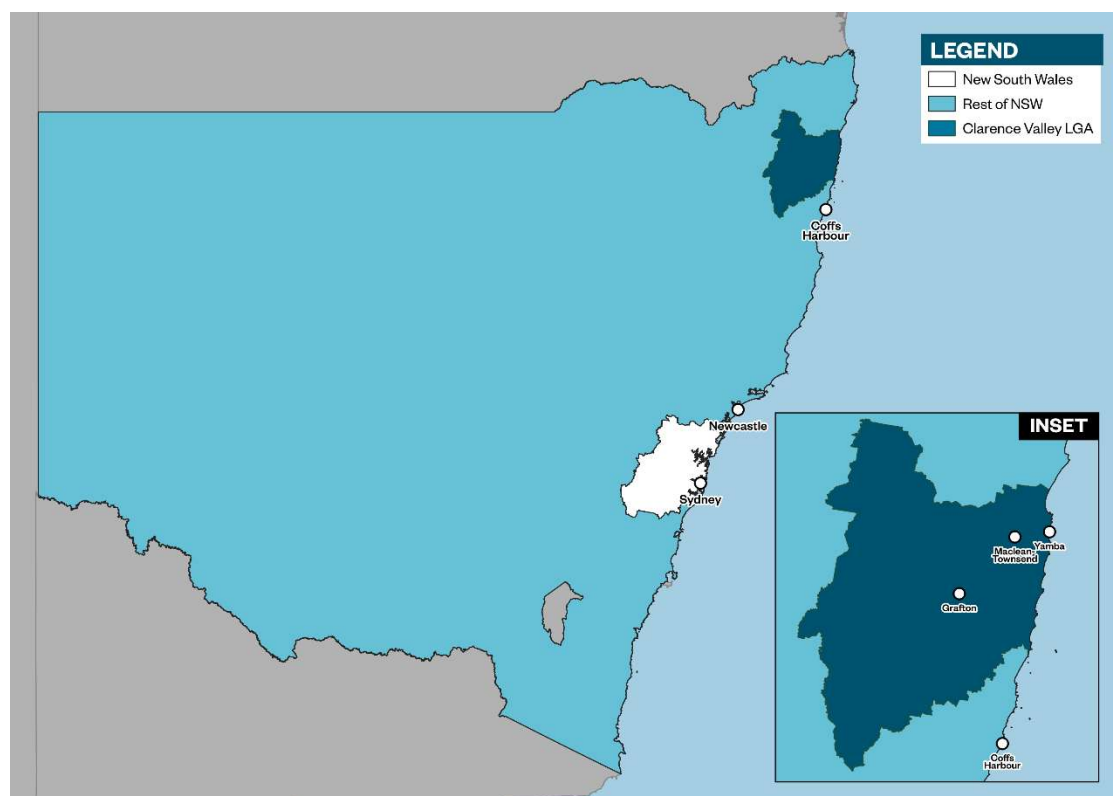 LEGEND
New South Wales
Rest of NSW
Clarence Valley LGA
Coffs
Harbour
Newcastle
Sydney
INSET
Maclean-
Townsend
Yamba
Grafton
Coffs
Harbour